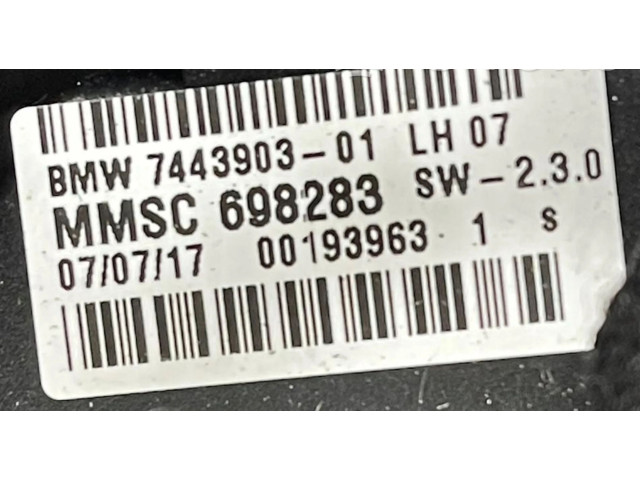 BMW 7443903-01 LH 07
MMSC 698283 SW-2.3.0
07/07/17 00193963 1 s